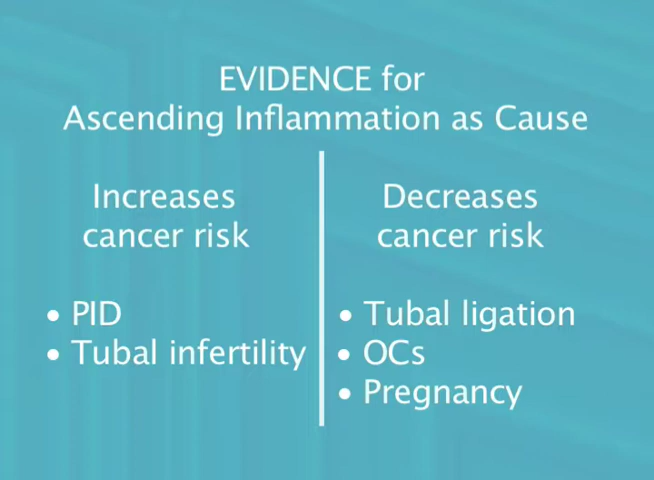 EVIDENCE for
Ascending Inflammation as Cause
Increases
cancer risk
• PID
• Tubal infertility
Decreases
cancer risk
• Tubal ligation
• OCs
• Pregnancy